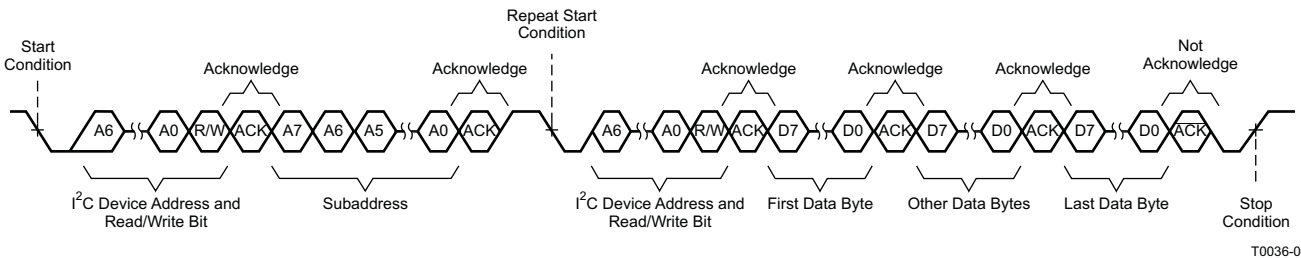 Repeat Start
Condition
Start
Condition
Acknowledge
Acknowledge
Acknowledge
Acknowledge
Acknowledge
Not
Acknowledge
A6 A0 R/W ACK A7 A6 A5 A0 ACK A6 A0 R/W ACK D7 D0 ACK D7 D0 ACK D7 D0 ACK
I²C Device Address and
Read/Write Bit
Subaddress
I²C Device Address and
Read/Write Bit
First Data Byte
Other Data Bytes
Last Data Byte
Stop
Condition
T0036-0